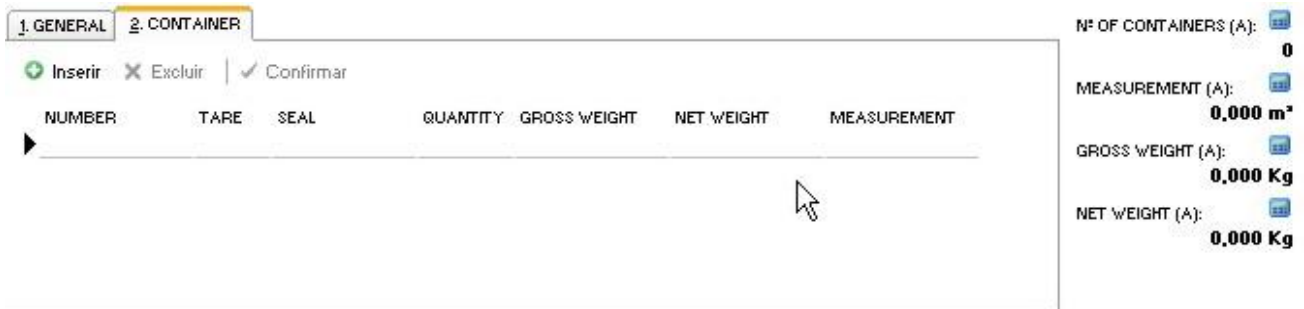 1. GENERAL 2. CONTAINER
Inserir Excluir Confirmar
NUMBER TARE SEAL QUANTITY GROSS WEIGHT NET WEIGHT MEASUREMENT
Nº OF CONTAINERS (A):
0
MEASUREMENT (A):
0,000 m³
GROSS WEIGHT (A):
0,000 Kg
NET WEIGHT (A):
0,000 Kg